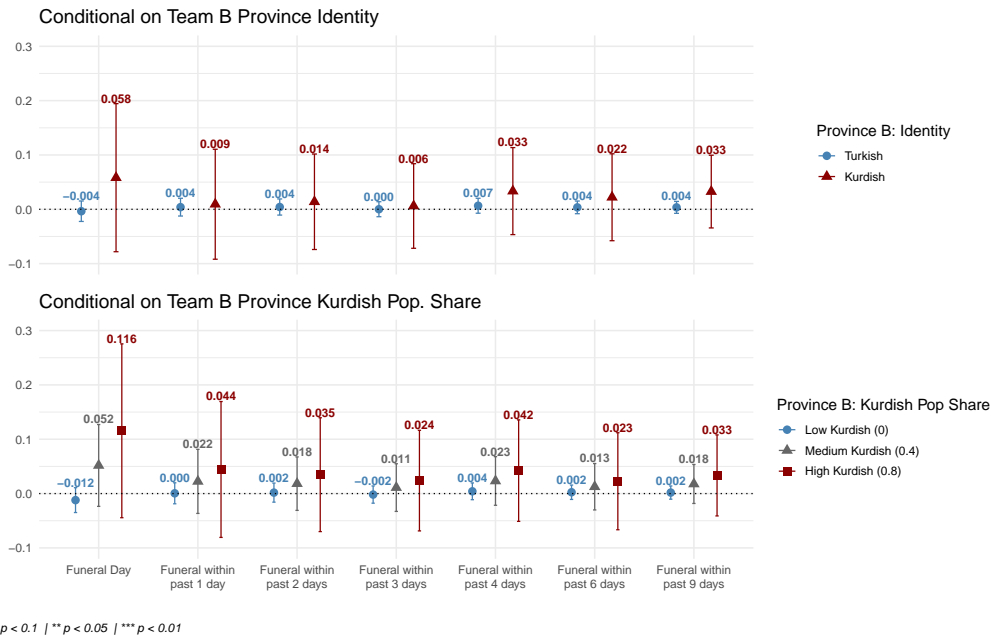 Conditional on Team B Province Identity
0.3
0.2
0.1
0.0
−0.1
−0.004
0.058
0.004
0.009
0.004
0.014
0.000
0.006
0.007
0.033
0.004
0.022
0.004
0.033
Province B: Identity
Turkish
Kurdish
Conditional on Team B Province Kurdish Pop. Share
0.3
0.2
0.1
0.0
−0.1
−0.012
0.052
0.116
0.000
0.022
0.044
0.002
0.018
0.035
−0.002
0.011
0.024
0.004
0.023
0.042
0.002
0.013
0.023
0.002
0.018
0.033
Province B: Kurdish Pop Share
Low Kurdish (0)
Medium Kurdish (0.4)
High Kurdish (0.8)
Funeral Day
Funeral within
past 1 day
Funeral within
past 2 days
Funeral within
past 3 days
Funeral within
past 4 days
Funeral within
past 6 days
Funeral within
past 9 days
p < 0.1 | ** p < 0.05 | *** p < 0.01